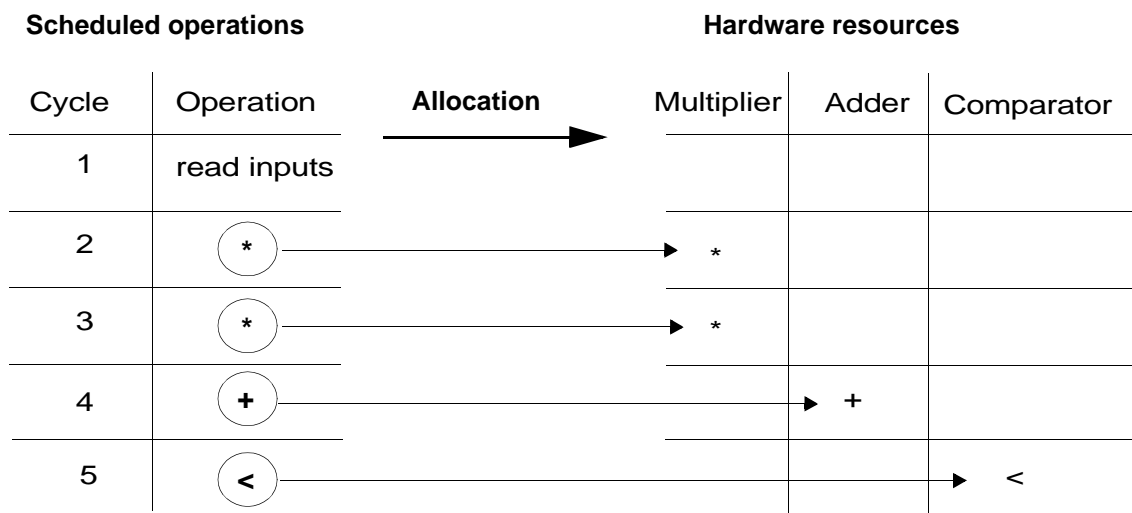 Scheduled operations Hardware resources
Cycle Operation Allocation Multiplier Adder Comparator
1 read inputs
2 * *
3 * *
4 + +
5 < <